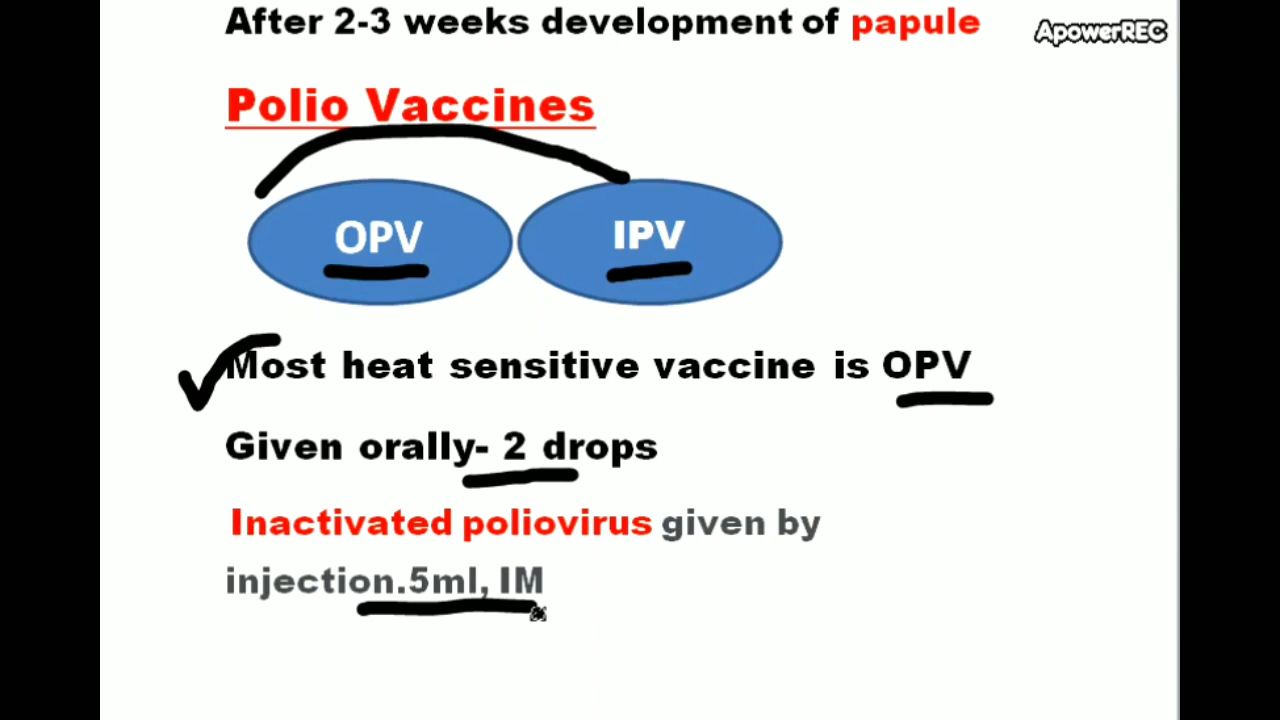 After 2-3 weeks development of papule
ApowerREC
Polio Vaccines
OPV
IPV
Most heat sensitive vaccine is OPV
Given orally- 2 drops
Inactivated poliovirus given by
injection.5ml, IM